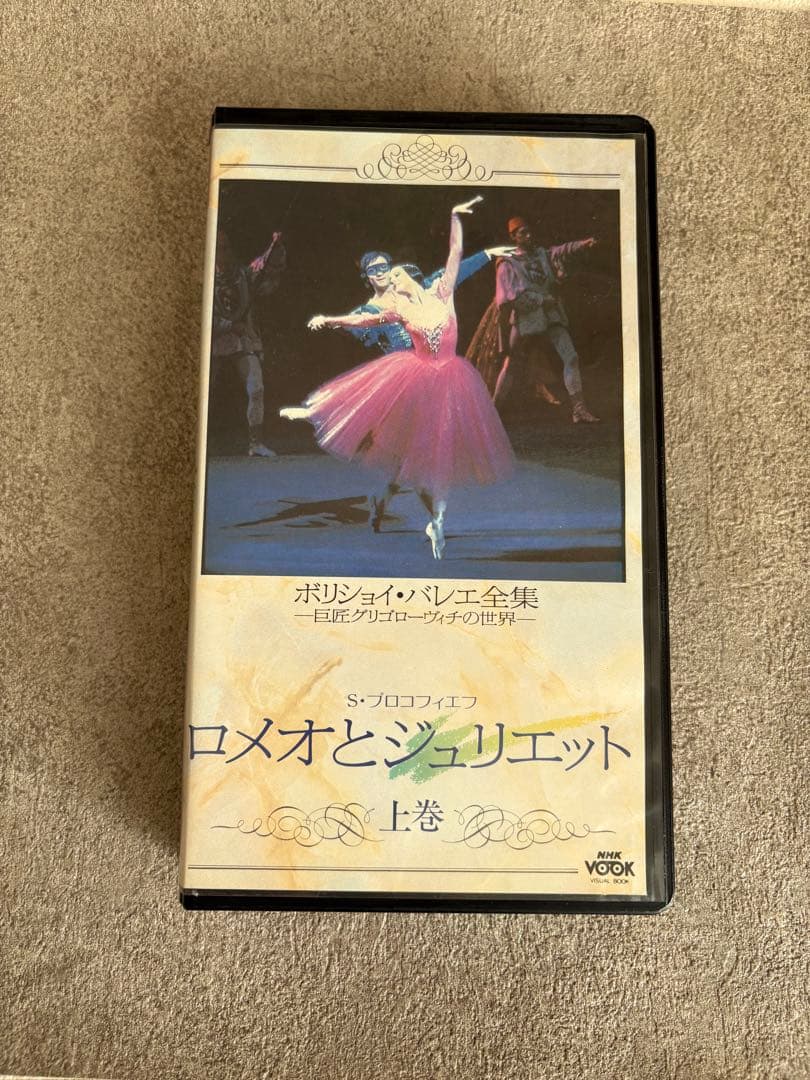 ボリショイ・バレエ全集
―巨匠グリゴローヴィチの世界―
S・プロコフィエフ
ロメオとジュリエット
上巻
NHK
VOOK
VISUAL BOOK